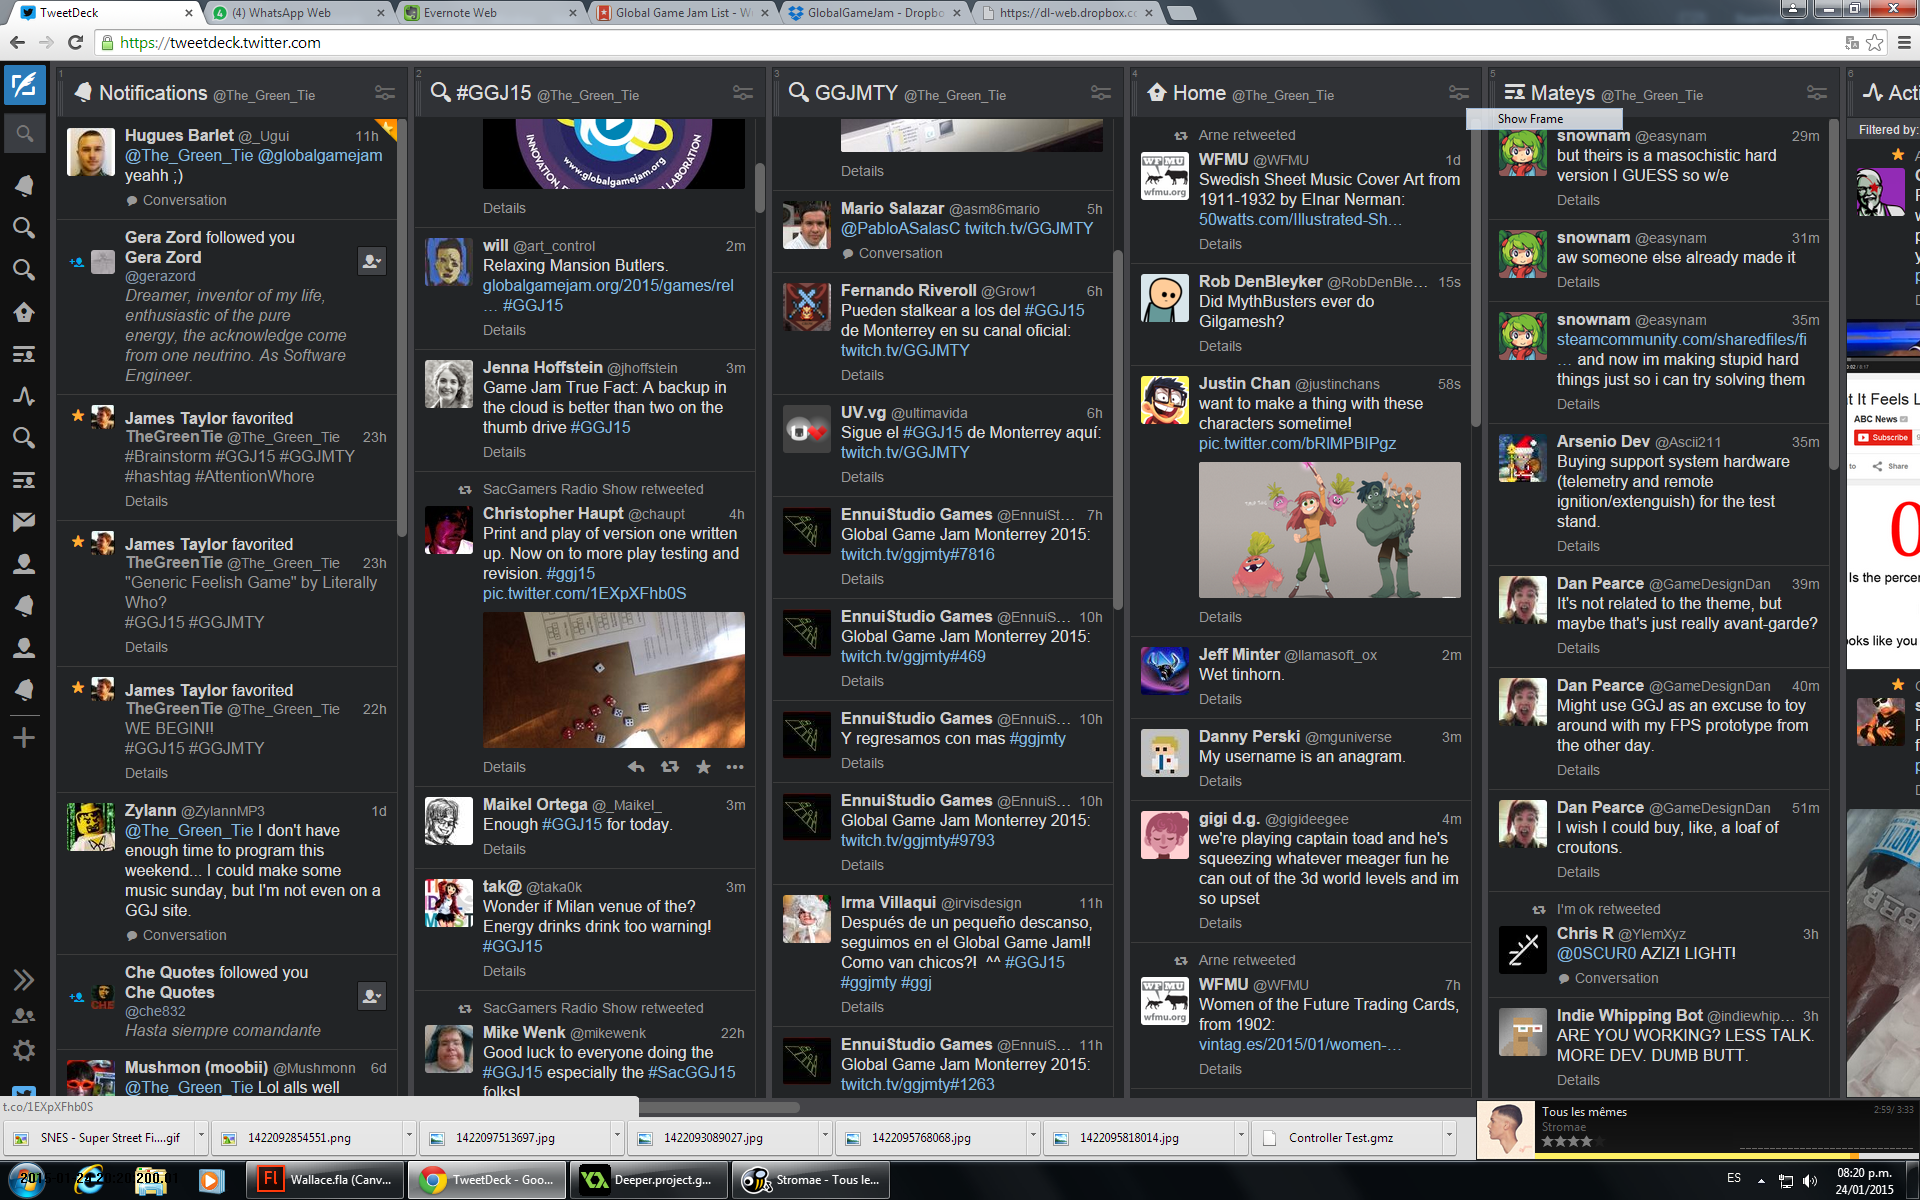 TweetDeck
(4) WhatsApp Web
Evernote Web
Global Game Jam List - W
GlobalGameJam - Dropbo
https://dl-web.dropbox.c
https://tweetdeck.twitter.com
1
Notifications @The_Green_Tie
Hugues Barlet @_Ugui 11h
@The_Green_Tie @globalgamejam
yeahh ;)
Conversation
Gera Zord followed you
Gera Zord
@gerazord
Dreamer, inventor of my life,
enthusiastic of the pure
energy, the acknowledge come
from one neutrino. As Software
Engineer.
James Taylor favorited
TheGreenTie @The_Green_Tie 23h
#Brainstorm #GGJ15 #GGJMTY
#hashtag #AttentionWhore
Details
James Taylor favorited
TheGreenTie @The_Green_Tie 23h
"Generic Feelish Game" by Literally
Who?
#GGJ15 #GGJMTY
Details
James Taylor favorited
TheGreenTie @The_Green_Tie 22h
WE BEGIN!!
#GGJ15 #GGJMTY
Details
Zylann @ZylannMP3 1d
@The_Green_Tie I don't have
enough time to program this
weekend... I could make some
music sunday, but I'm not even on a
GGJ site.
Conversation
Che Quotes followed you
Che Quotes
@che832
Hasta siempre comandante
Mushmon (moobii) @Mushmonn 6d
@The_Green_Tie Lol alls well
2
#GGJ15 @The_Green_Tie
www.globalgamejam.org
Details
will @art_control 2m
Relaxing Mansion Butlers.
globalgamejam.org/2015/games/rel
… #GGJ15
Details
Jenna Hoffstein @jhoffstein 3m
Game Jam True Fact: A backup in
the cloud is better than two on the
thumb drive #GGJ15
Details
SacGamers Radio Show retweeted
Christopher Haupt @chaupt 4h
Print and play of version one written
up. Now on to more play testing and
revision. #ggj15
pic.twitter.com/1EXpXFhb0S
Details
Maikel Ortega @_Maikel_ 3m
Enough #GGJ15 for today.
Details
tak@ @taka0k 3m
Wonder if Milan venue of the?
Energy drinks drink too warning!
#GGJ15
Details
SacGamers Radio Show retweeted
Mike Wenk @mikewenk 22h
Good luck to everyone doing the
#GGJ15 especially the #SacGGJ15
folks!
3
GGJMTY @The_Green_Tie
Details
Mario Salazar @asm86mario 5h
@PabloASalasC twitch.tv/GGJMTY
Conversation
Fernando Riveroll @Grow1 6h
Pueden stalkear a los del #GGJ15
de Monterrey en su canal oficial:
twitch.tv/GGJMTY
Details
UV.vg @ultimavida 6h
Sigue el #GGJ15 de Monterrey aquí:
twitch.tv/GGJMTY
Details
EnnuiStudio Games @EnnuiSt... 7h
Global Game Jam Monterrey 2015:
twitch.tv/ggjmty#7816
Details
EnnuiStudio Games @EnnuiS... 10h
Global Game Jam Monterrey 2015:
twitch.tv/ggjmty#469
Details
EnnuiStudio Games @EnnuiS... 10h
Y regresamos con mas #ggjmty
Details
EnnuiStudio Games @EnnuiS... 10h
Global Game Jam Monterrey 2015:
twitch.tv/ggjmty#9793
Details
Irma Villaqui @irvisdesign 11h
Después de un pequeño descanso,
seguimos en el Global Game Jam!!
Como van chicos?! ^^ #GGJ15
#ggjmty #ggj
Details
EnnuiStudio Games @EnnuiS... 11h
Global Game Jam Monterrey 2015:
twitch.tv/ggjmty#1263
4
Home @The_Green_Tie
Arne retweeted
WFMU @WFMU 1d
Swedish Sheet Music Cover Art from
1911-1932 by EInar Nerman:
50watts.com/Illustrated-Sh…
Details
Rob DenBleyker @RobDenBle... 15s
Did MythBusters ever do
Gilgamesh?
Details
Justin Chan @justinchans 58s
want to make a thing with these
characters sometime!
pic.twitter.com/bRlMPBIPgz
Details
Jeff Minter @llamasoft_ox 2m
Wet tinhorn.
Details
Danny Perski @mguniverse 3m
My username is an anagram.
Details
gigi d.g. @gigideegee 4m
we're playing captain toad and he's
squeezing whatever meager fun he
can out of the 3d world levels and im
so upset
Details
Arne retweeted
WFMU @WFMU 7h
Women of the Future Trading Cards,
from 1902:
vintag.es/2015/01/women-…
Details
5
Mateys @The_Green_Tie
Show Frame
snownam @easynam 29m
but theirs is a masochistic hard
version I GUESS so w/e
Details
snownam @easynam 31m
aw someone else already made it
Details
snownam @easynam 35m
steamcommunity.com/sharedfiles/fi
… and now im making stupid hard
things just so i can try solving them
Details
Arsenio Dev @Ascii211 35m
Buying support system hardware
(telemetry and remote
ignition/extenguish) for the test
stand.
Details
Dan Pearce @GameDesignDan 39m
It's not related to the theme, but
maybe that's just really avant-garde?
Details
Dan Pearce @GameDesignDan 40m
Might use GGJ as an excuse to toy
around with my FPS prototype from
the other day.
Details
Dan Pearce @GameDesignDan 51m
I wish I could buy, like, a loaf of
croutons.
Details
I'm ok retweeted
Chris R @YlemXyz 3h
@0SCUR0 AZIZ! LIGHT!
Conversation
Indie Whipping Bot @indiewhip... 3h
ARE YOU WORKING? LESS TALK.
MORE DEV. DUMB BUTT.
Details
6
Acti
Filtered by:
t It Feels L
ABC News
Subscribe
Share
Is the percer
ooks like you
t.co/1EXpXFhb0S
SNES - Super Street Fi....gif
1422092854551.png
1422097513697.jpg
1422093089027.jpg
1422095768068.jpg
1422095818014.jpg
Controller Test.gmz
Tous les mêmes
Stromae
2:59/ 3:33
Wallace.fla (Canv...
TweetDeck - Goo...
Deeper.project.g...
Stromae - Tous le...
ES
08:20 p.m.
24/01/2015